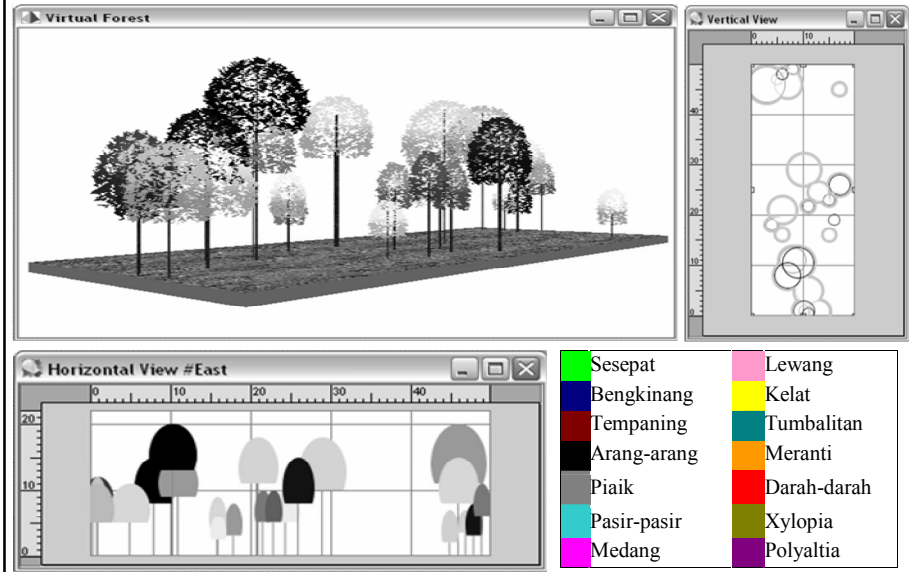 Virtual Forest
Vertical View
0 10
40
30
20
10
0
Horizontal View #East
0 10 20 30 40
20
10
0
Sesepat Lewang
Bengkinang Kelat
Tempaning Tumbalitan
Arang-arang Meranti
Piaik Darah-darah
Pasir-pasir Xylopia
Medang Polyaltia